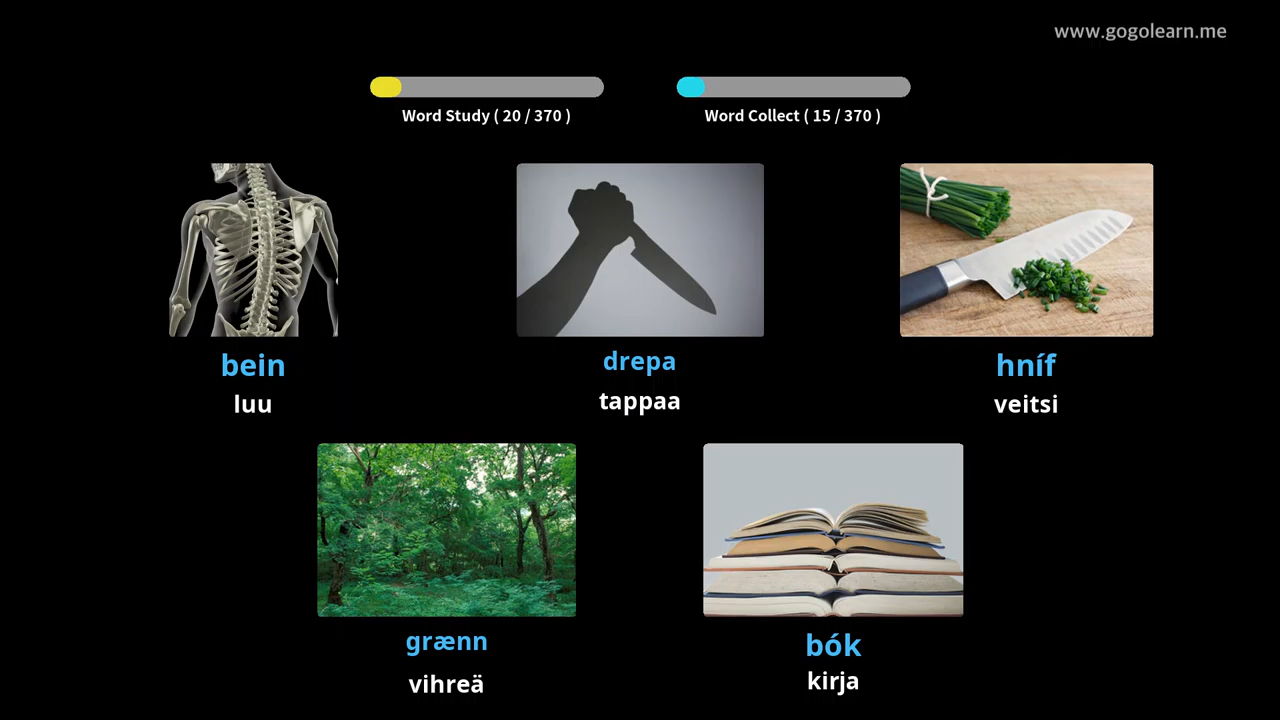 www.gogolearn.me
Word Study ( 20 / 370 )
Word Collect ( 15 / 370 )
bein
luu
drepa
tappaa
hníf
veitsi
grænn
vihreä
bók
kirja